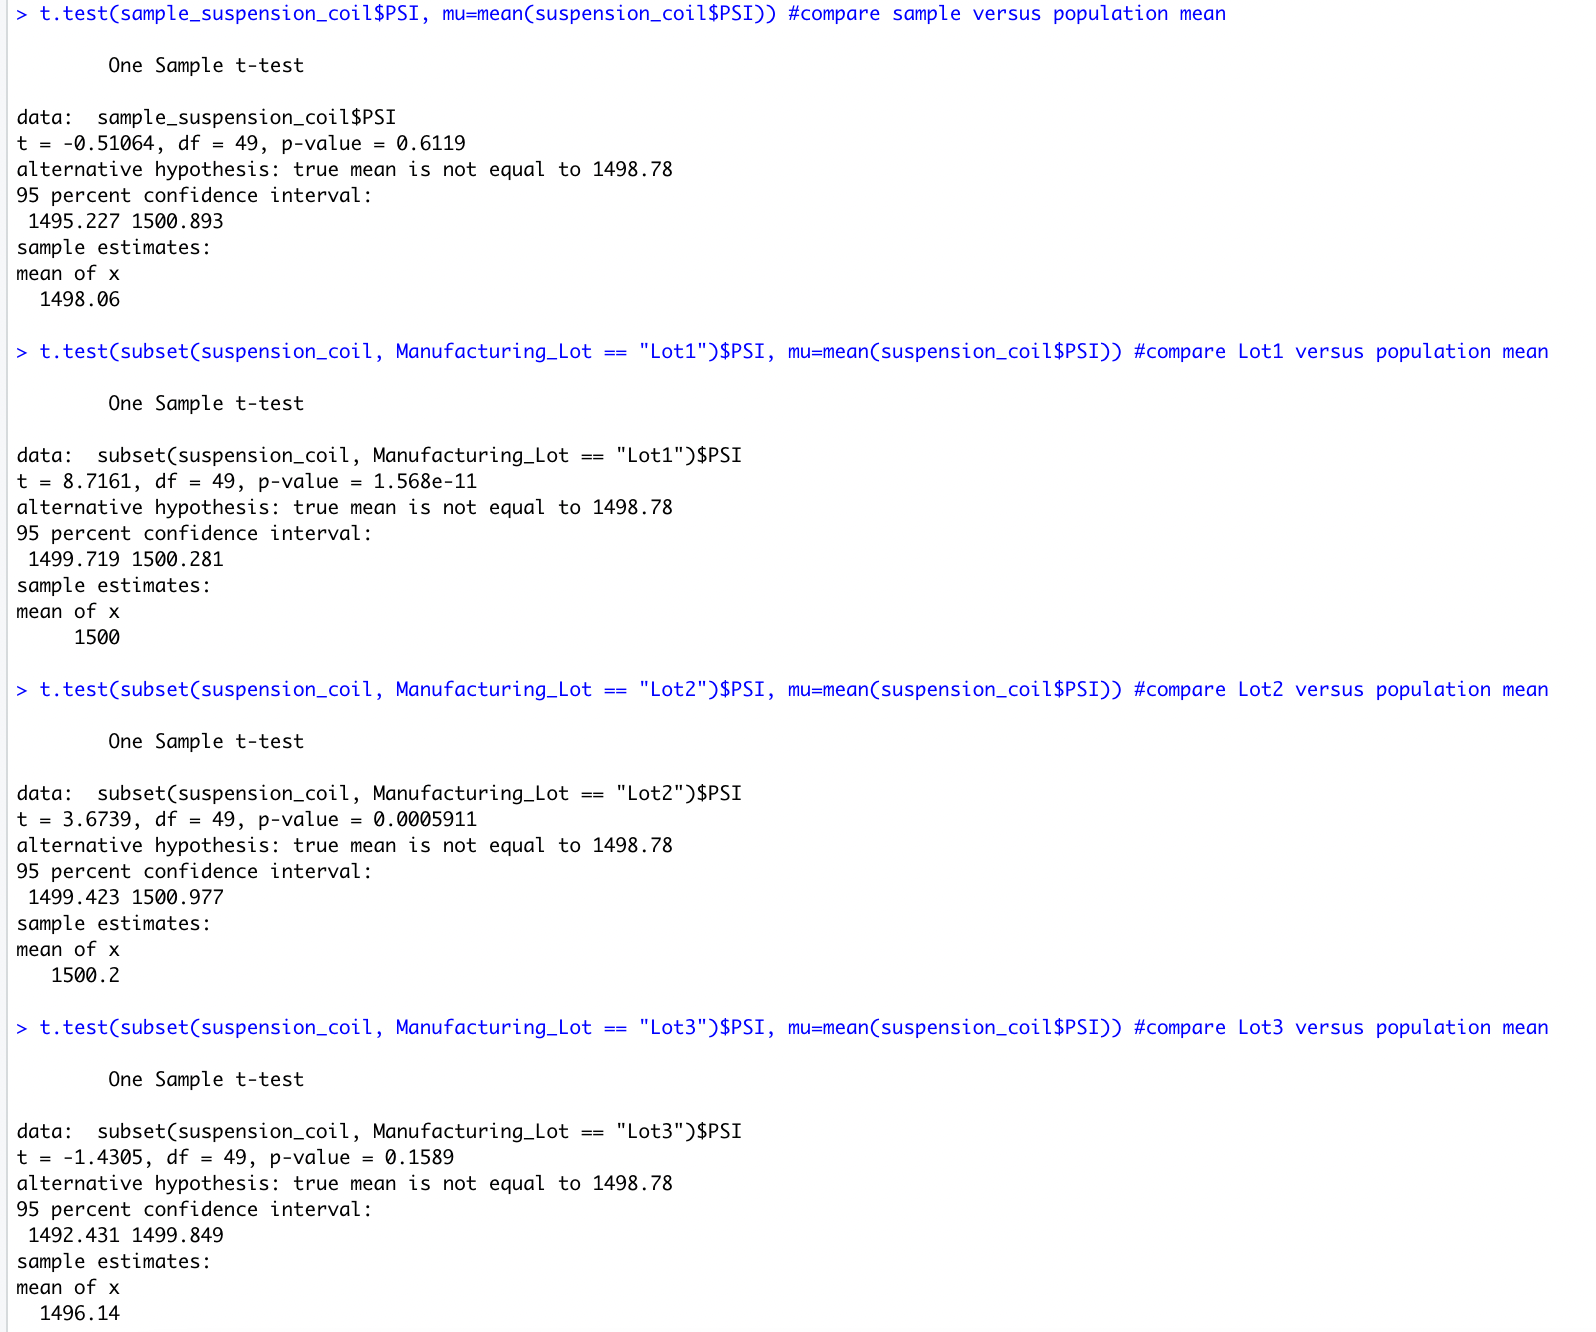 > t.test(sample_suspension_coil$PSI, mu=mean(suspension_coil$PSI)) #compare sample versus population mean
One Sample t-test
data:  sample_suspension_coil$PSI
t = -0.51064, df = 49, p-value = 0.6119
alternative hypothesis: true mean is not equal to 1498.78
95 percent confidence interval:
1495.227 1500.893
sample estimates:
mean of x
1498.06
> t.test(subset(suspension_coil, Manufacturing_Lot == "Lot1")$PSI, mu=mean(suspension_coil$PSI)) #compare Lot1 versus population mean
One Sample t-test
data:  subset(suspension_coil, Manufacturing_Lot == "Lot1")$PSI
t = 8.7161, df = 49, p-value = 1.568e-11
alternative hypothesis: true mean is not equal to 1498.78
95 percent confidence interval:
1499.719 1500.281
sample estimates:
mean of x
1500
> t.test(subset(suspension_coil, Manufacturing_Lot == "Lot2")$PSI, mu=mean(suspension_coil$PSI)) #compare Lot2 versus population mean
One Sample t-test
data:  subset(suspension_coil, Manufacturing_Lot == "Lot2")$PSI
t = 3.6739, df = 49, p-value = 0.0005911
alternative hypothesis: true mean is not equal to 1498.78
95 percent confidence interval:
1499.423 1500.977
sample estimates:
mean of x
1500.2
> t.test(subset(suspension_coil, Manufacturing_Lot == "Lot3")$PSI, mu=mean(suspension_coil$PSI)) #compare Lot3 versus population mean
One Sample t-test
data:  subset(suspension_coil, Manufacturing_Lot == "Lot3")$PSI
t = -1.4305, df = 49, p-value = 0.1589
alternative hypothesis: true mean is not equal to 1498.78
95 percent confidence interval:
1492.431 1499.849
sample estimates:
mean of x
1496.14